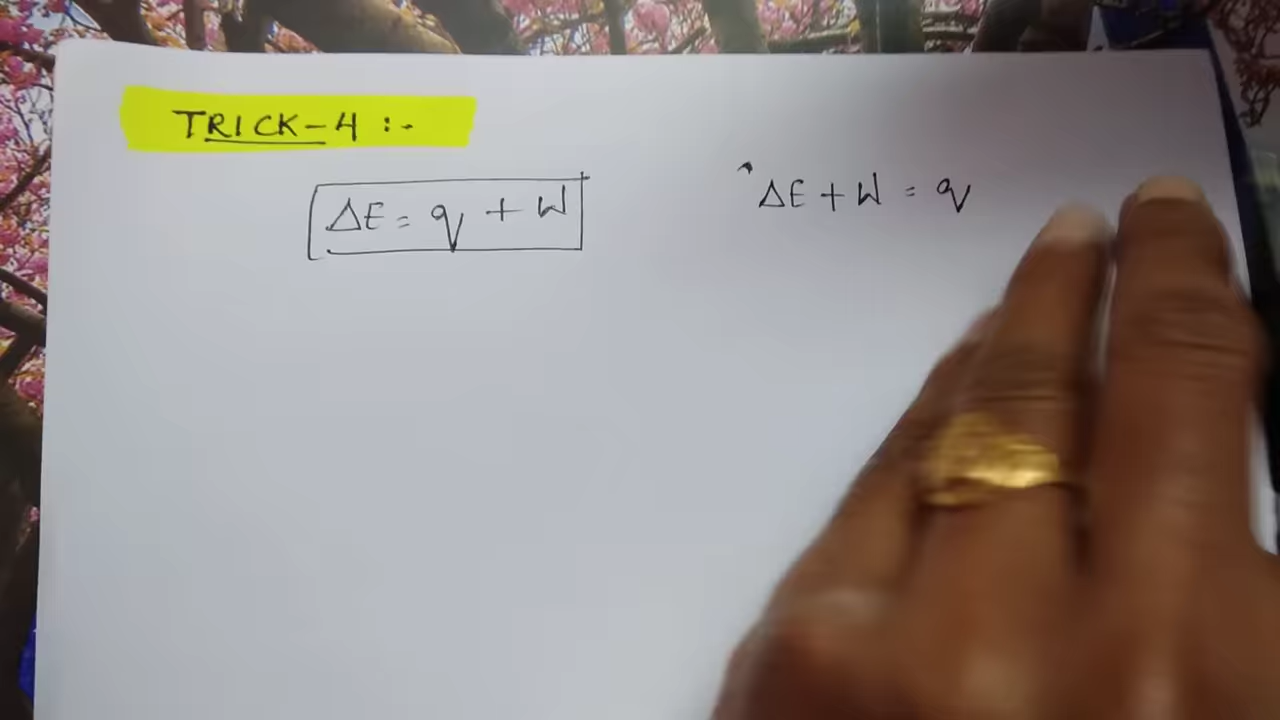 TRICK-4 :-
ΔE = q + W
ΔE + W = q